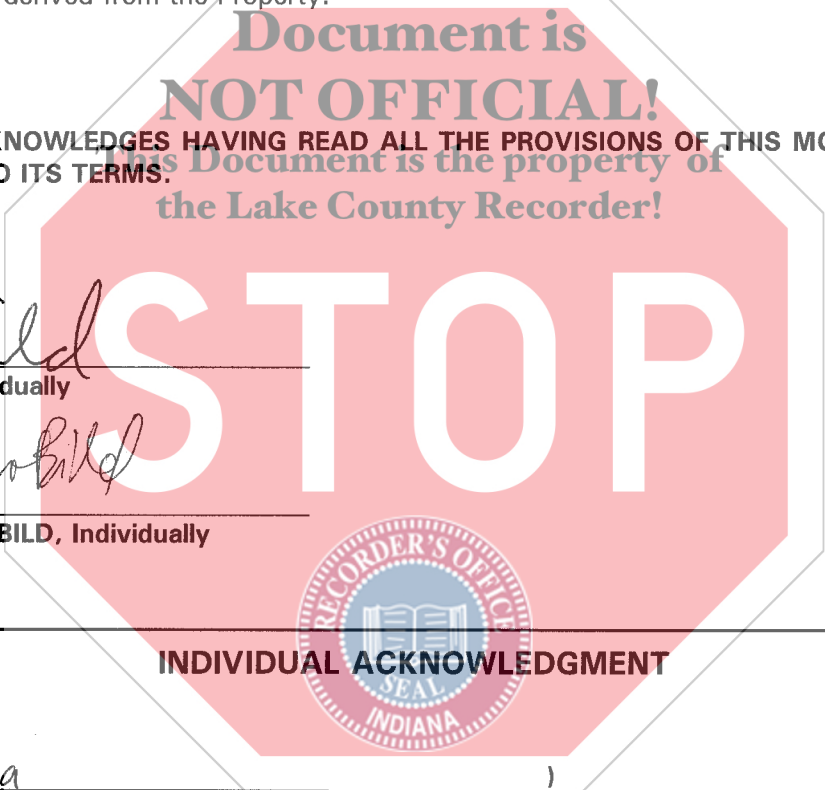 derived from the Property.
Document is
NOT OFFICIAL!
KNOWLEDGES HAVING READ ALL THE PROVISIONS OF THIS MO
This Document is the property of
O ITS TERMS.
the Lake County Recorder!
STOP
ld
dually
Bild
BILD, Individually
RECORDER'S OFFICE
SEAL
INDIANA
INDIVIDUAL ACKNOWLEDGMENT
a )